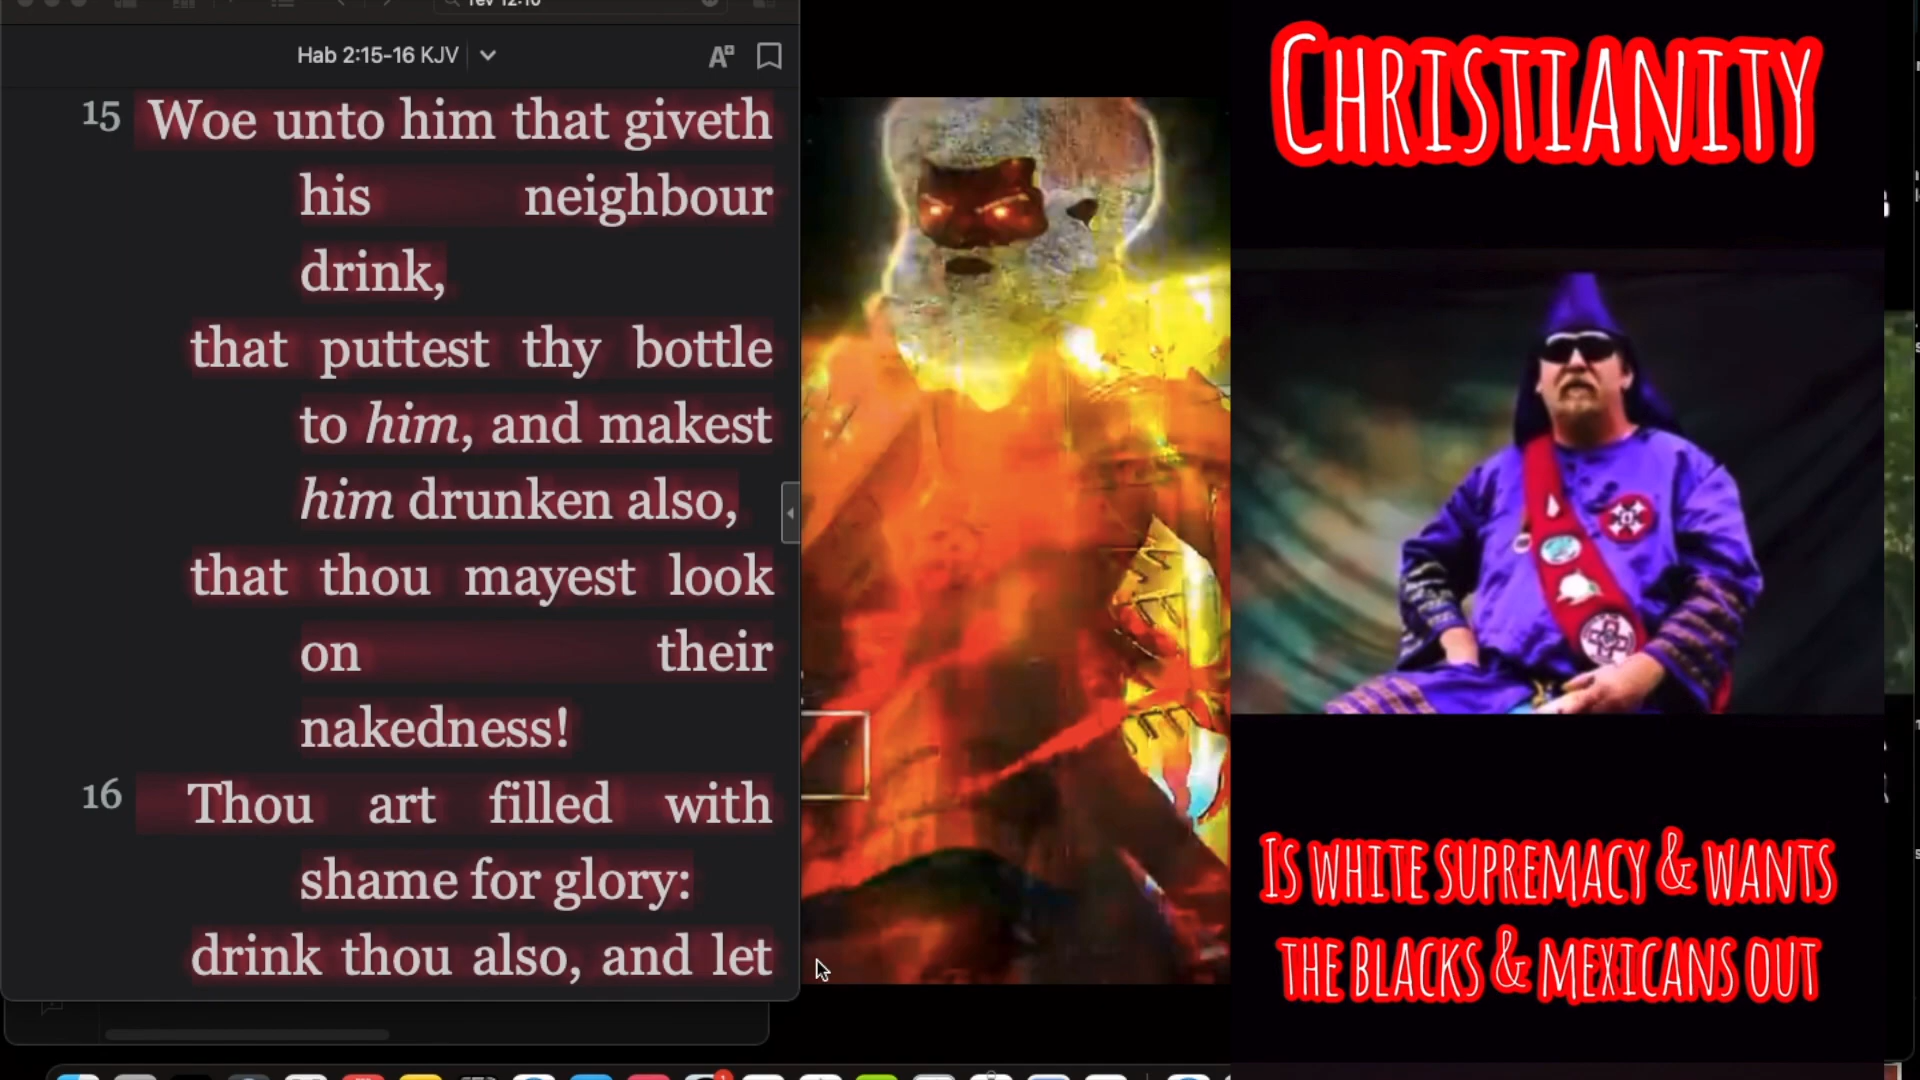 Hab 2:15-16 KJV
15 Woe unto him that giveth
his neighbour
drink,
that puttest thy bottle
to him, and makest
him drunken also,
that thou mayest look
on their
nakedness!
16 Thou art filled with
shame for glory:
drink thou also, and let
CHRISTIANITY
IS WHITE SUPREMACY & WANTS
THE BLACKS & MEXICANS OUT